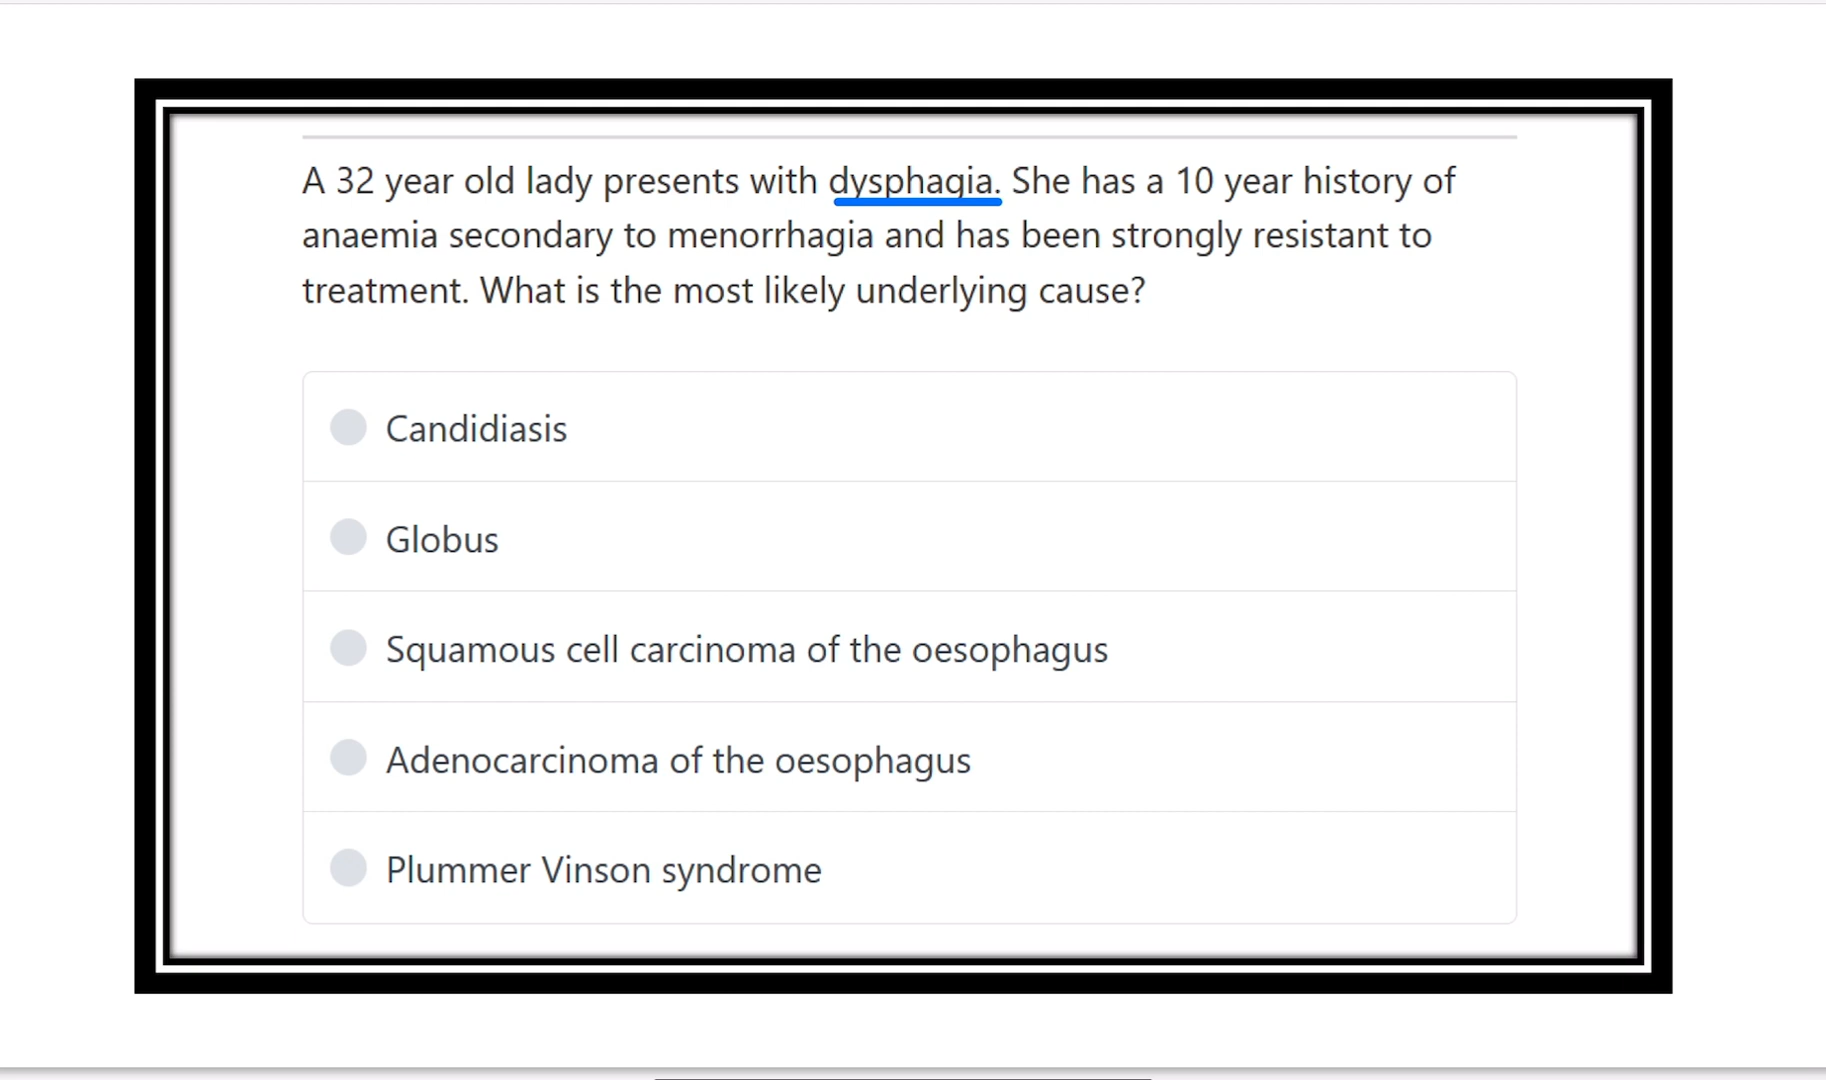 A 32 year old lady presents with dysphagia. She has a 10 year history of
anaemia secondary to menorrhagia and has been strongly resistant to
treatment. What is the most likely underlying cause?
Candidiasis
Globus
Squamous cell carcinoma of the oesophagus
Adenocarcinoma of the oesophagus
Plummer Vinson syndrome